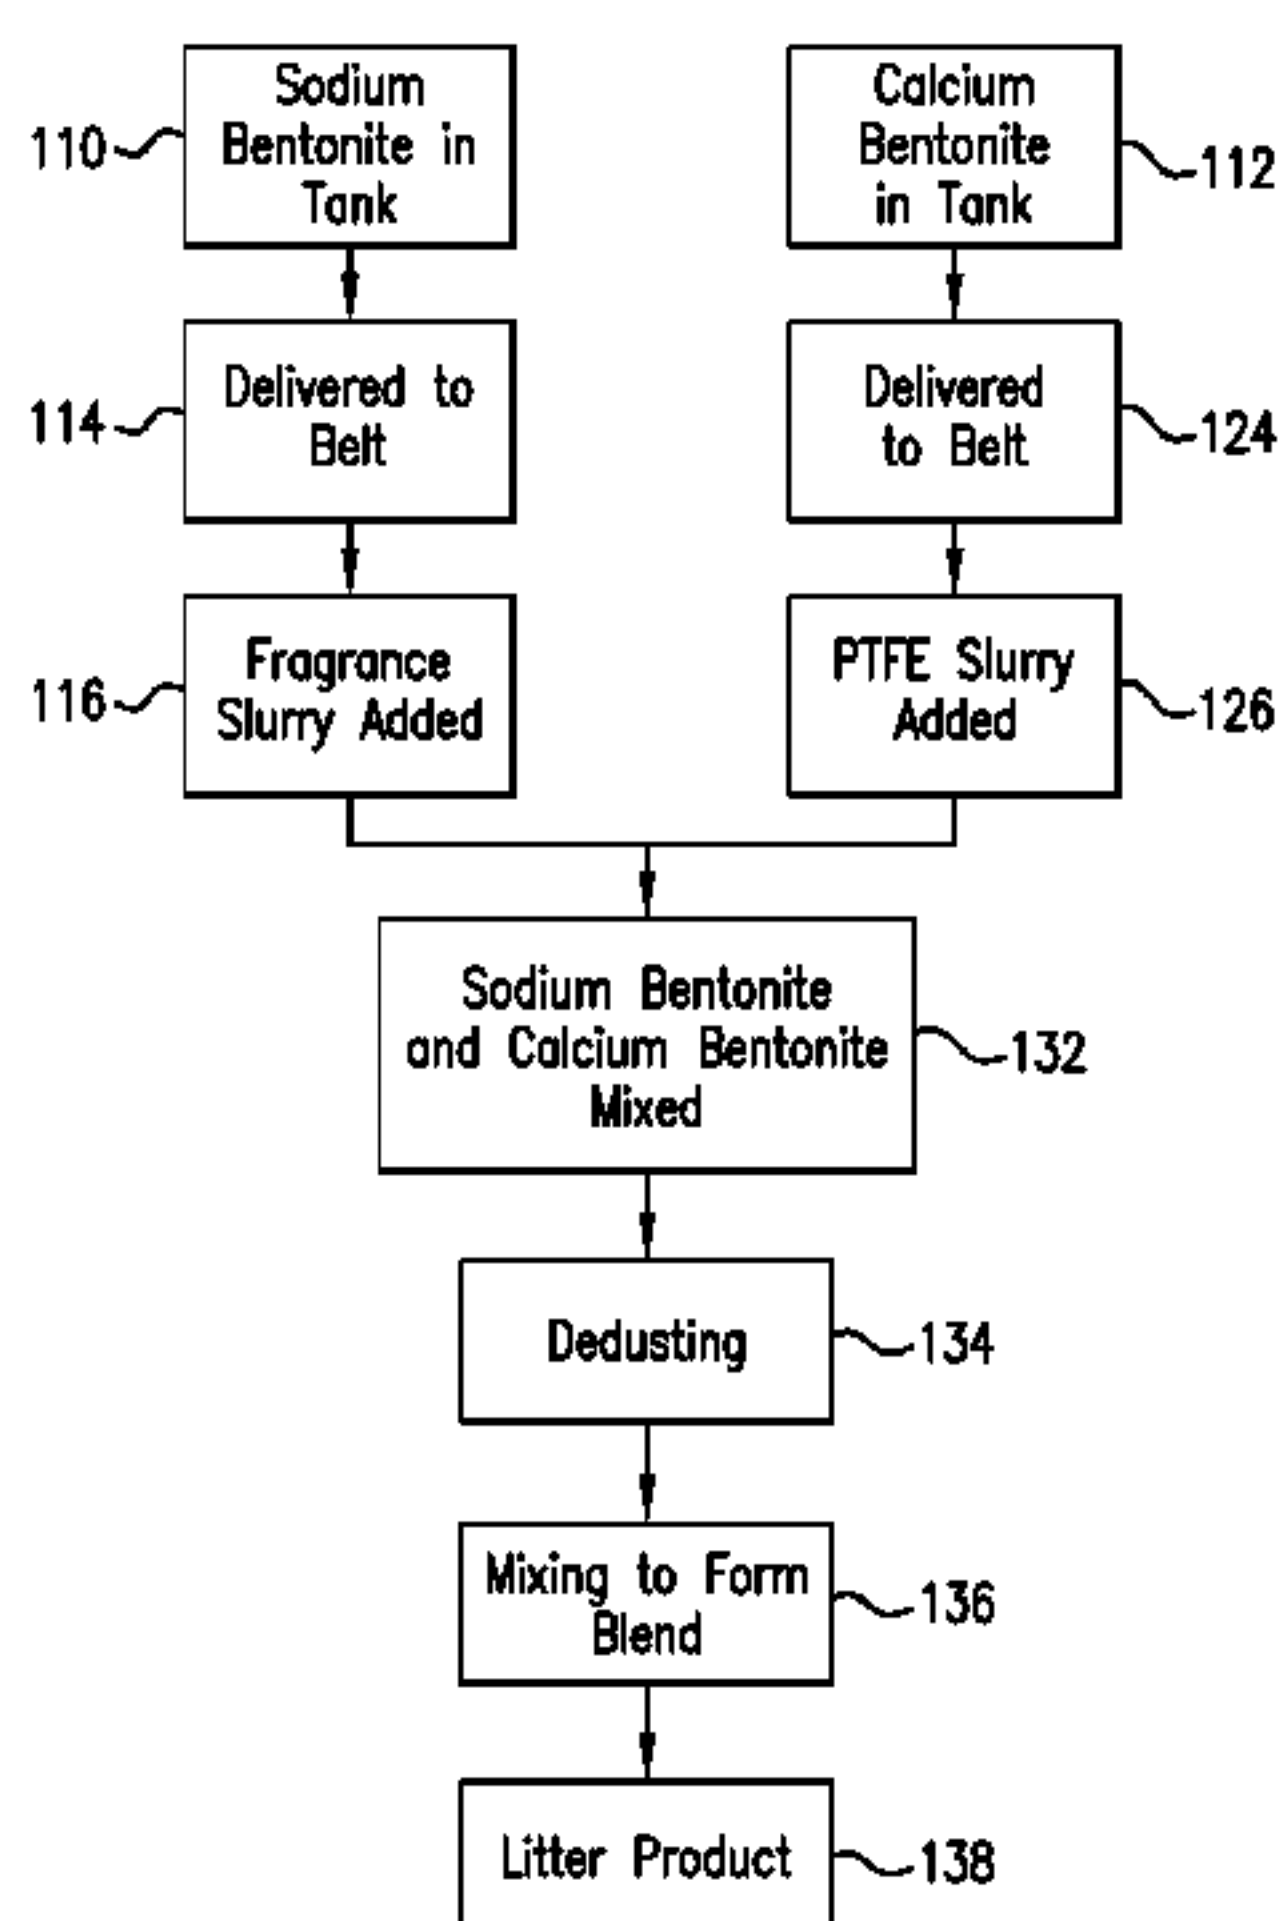 Sodium
Bentonite in
Tank
110
Calcium
Bentonite
in Tank
112
Delivered to
Belt
114
Delivered
to Belt
124
Fragrance
Slurry Added
116
PTFE Slurry
Added
126
Sodium Bentonite
and Calcium Bentonite
Mixed
132
Dedusting
134
Mixing to Form
Blend
136
Litter Product
138